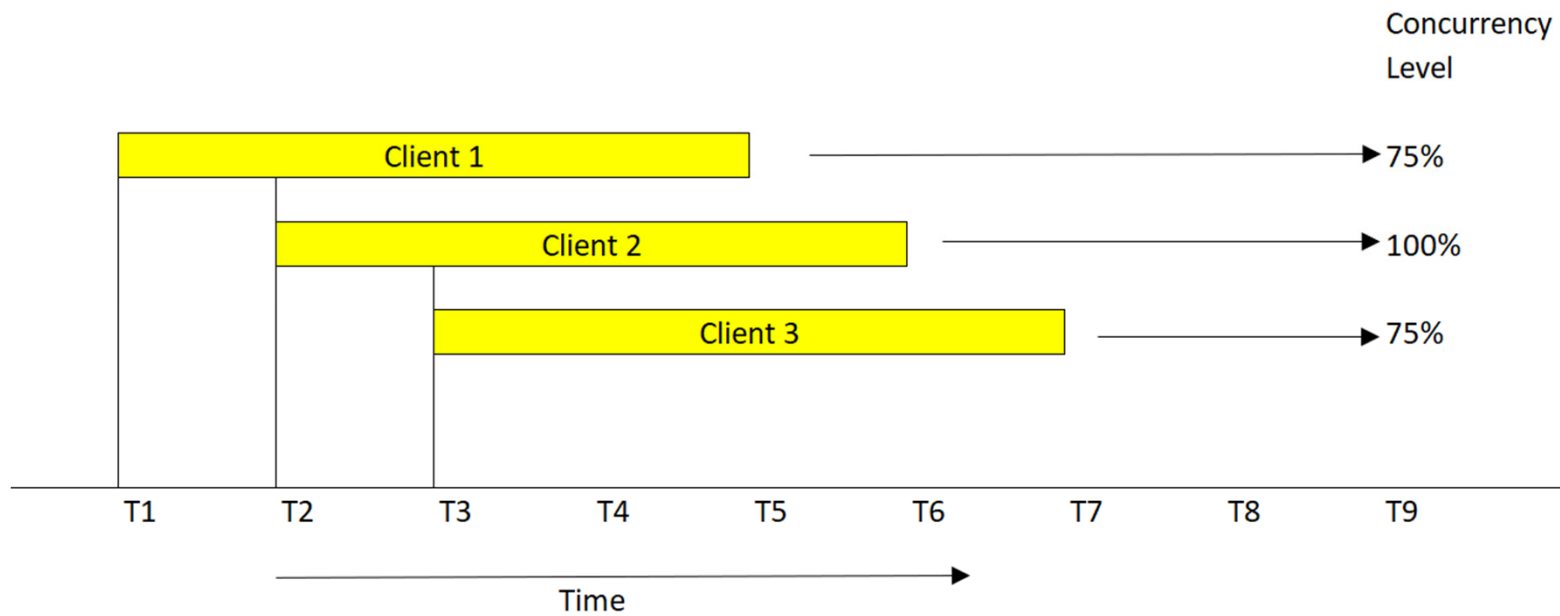 Concurrency
Level
Client 1
75%
Client 2
100%
Client 3
75%
T1 T2 T3 T4 T5 T6 T7 T8 T9
Time